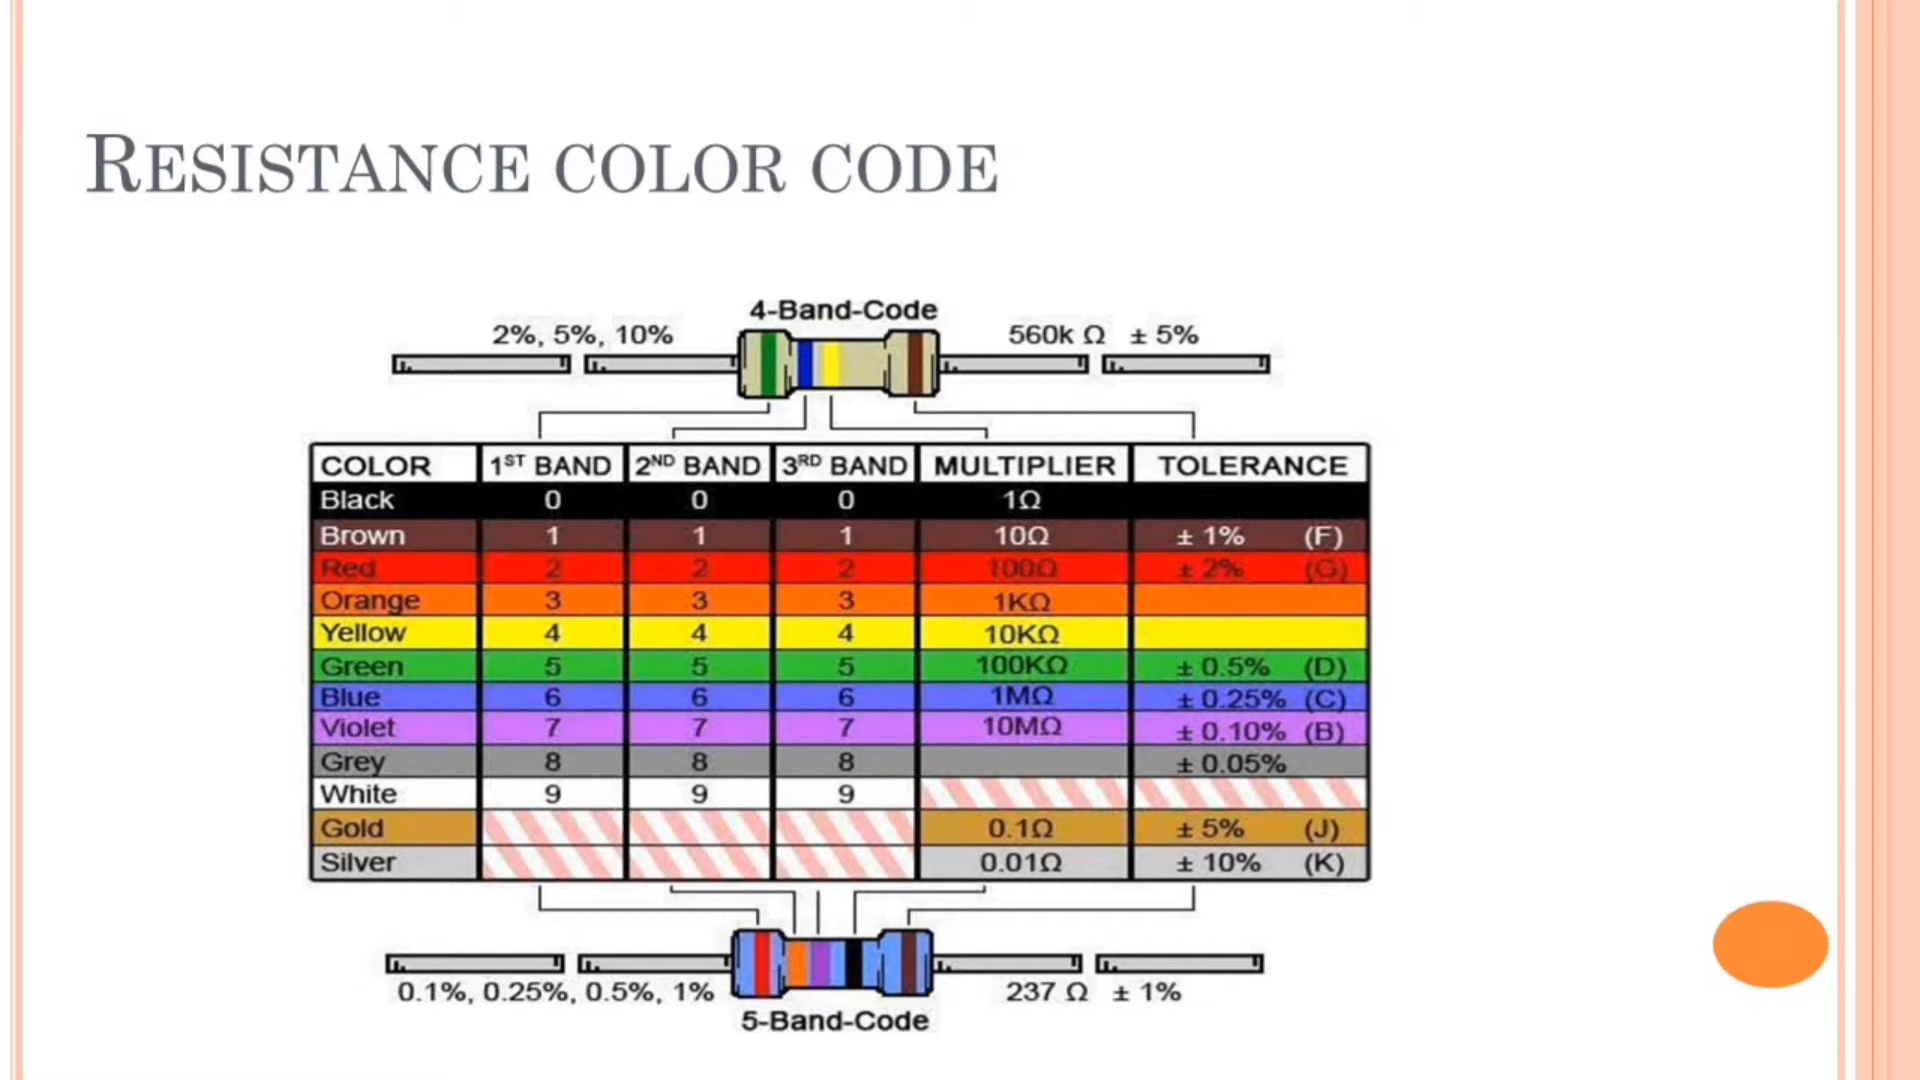 RESISTANCE COLOR CODE
4-Band-Code
2%, 5%, 10% 560k Ω ± 5%
COLOR 1ST BAND 2ND BAND 3RD BAND MULTIPLIER TOLERANCE
Black 0 0 0 1Ω
Brown 1 1 1 10Ω ± 1% (F)
Red 2 2 2 100Ω ± 2% (G)
Orange 3 3 3 1KΩ
Yellow 4 4 4 10KΩ
Green 5 5 5 100KΩ ± 0.5% (D)
Blue 6 6 6 1MΩ ± 0.25% (C)
Violet 7 7 7 10MΩ ± 0.10% (B)
Grey 8 8 8 ± 0.05%
White 9 9 9
Gold 0.1Ω ± 5% (J)
Silver 0.01Ω ± 10% (K)
0.1%, 0.25%, 0.5%, 1% 237 Ω ± 1%
5-Band-Code